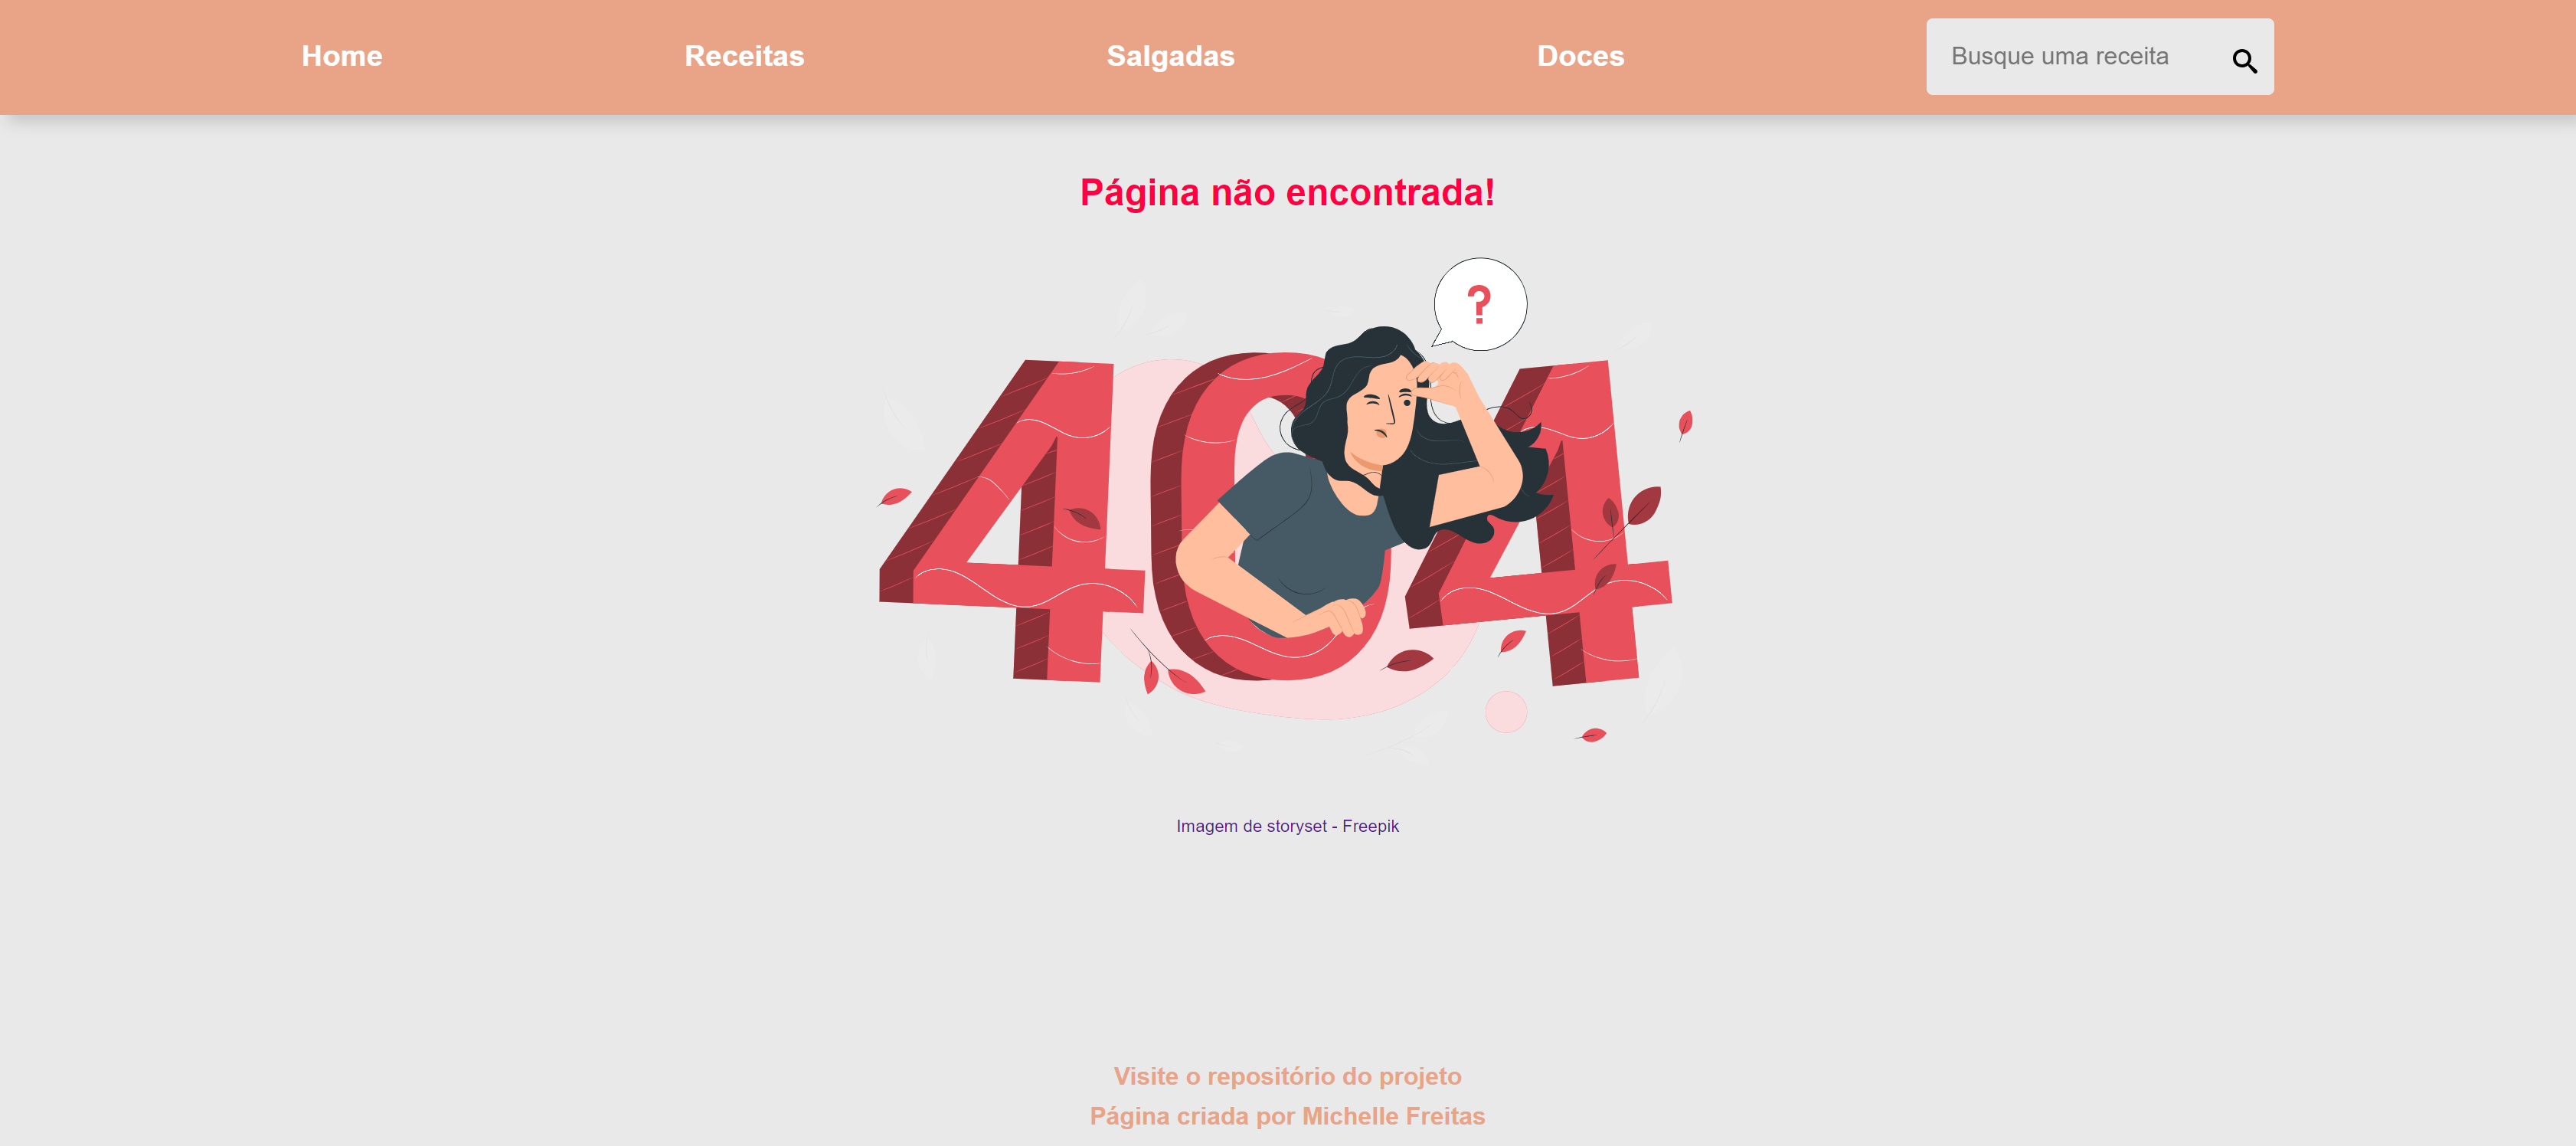 Home
Receitas
Salgadas
Doces
Busque uma receita
Página não encontrada!
?
404
Imagem de storyset - Freepik
Visite o repositório do projeto
Página criada por Michelle Freitas